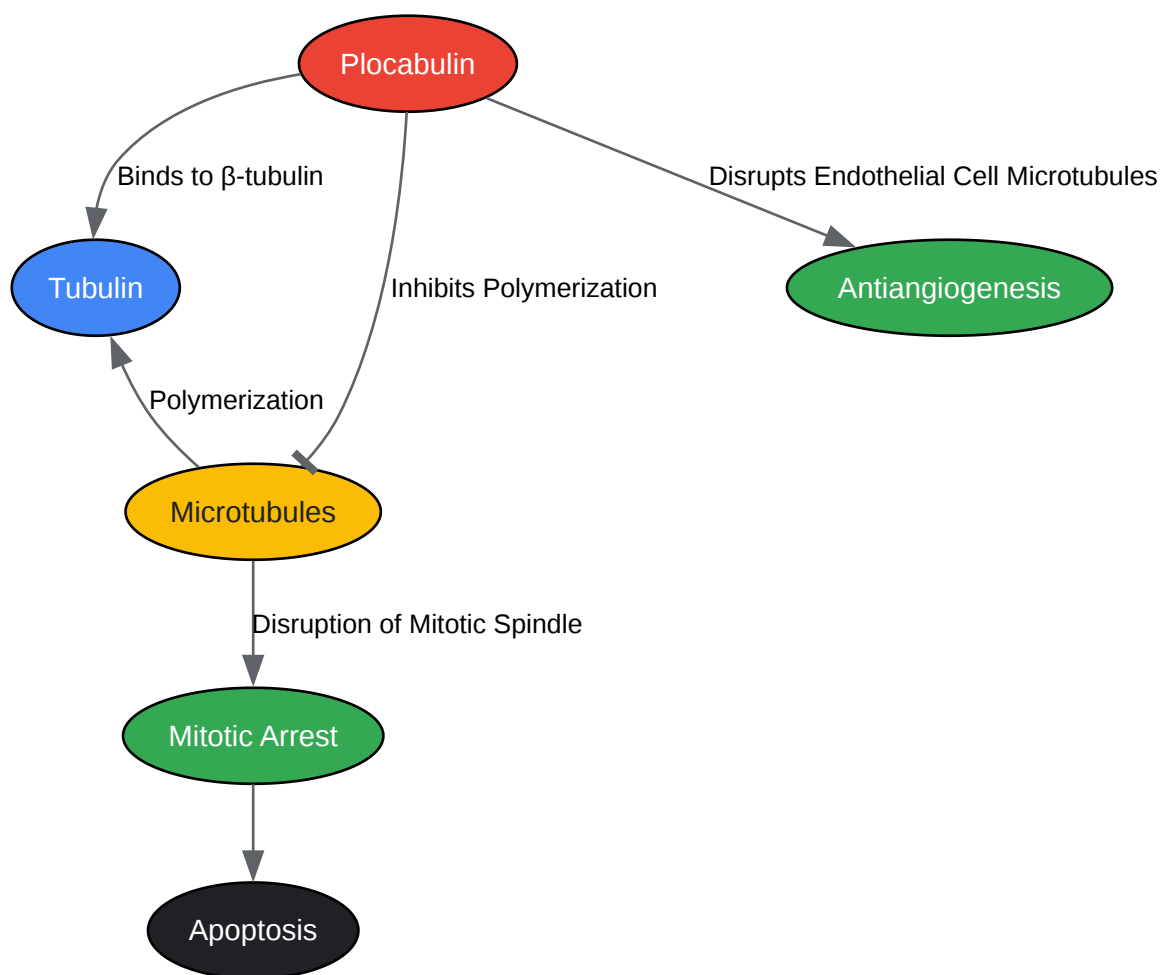 Plocabulin
Binds to β-tubulin
Disrupts Endothelial Cell Microtubules
Tubulin
Inhibits Polymerization
Antiangiogenesis
Polymerization
Microtubules
Disruption of Mitotic Spindle
Mitotic Arrest
Apoptosis